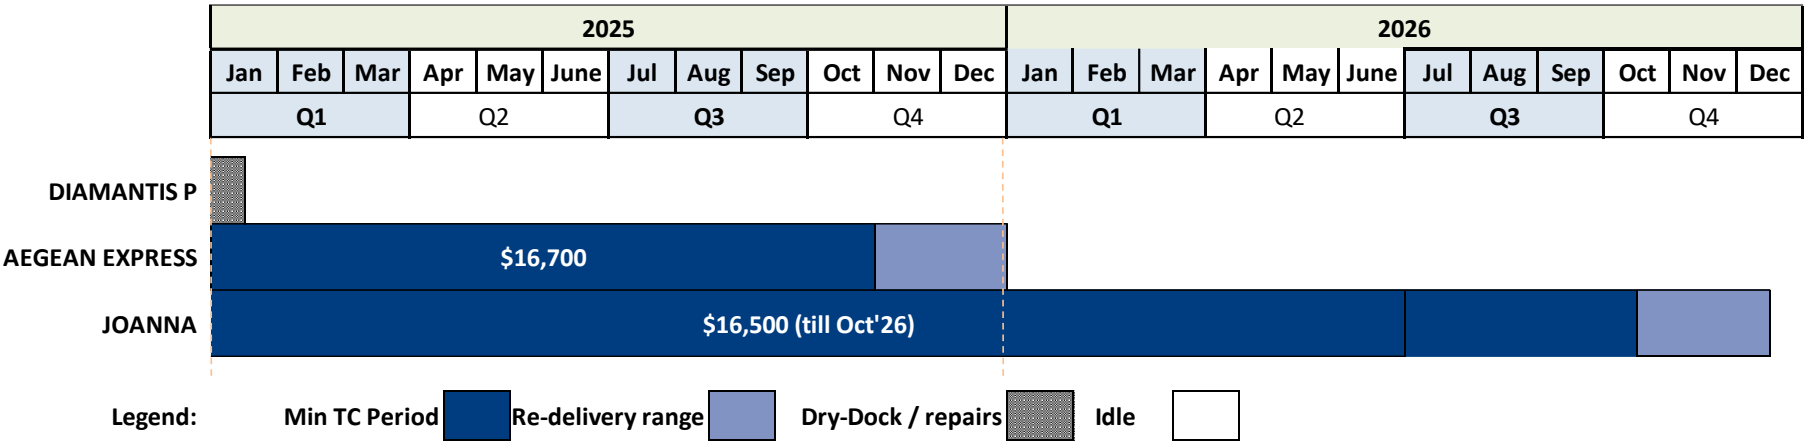 2025 2026
Jan Feb Mar Apr May June Jul Aug Sep Oct Nov Dec Jan Feb Mar Apr May June Jul Aug Sep Oct Nov Dec
Q1 Q2 Q3 Q4 Q1 Q2 Q3 Q4
DIAMANTIS P
AEGEAN EXPRESS $16,700
JOANNA $16,500 (till Oct'26)
Legend: Min TC Period Re-delivery range Dry-Dock / repairs Idle